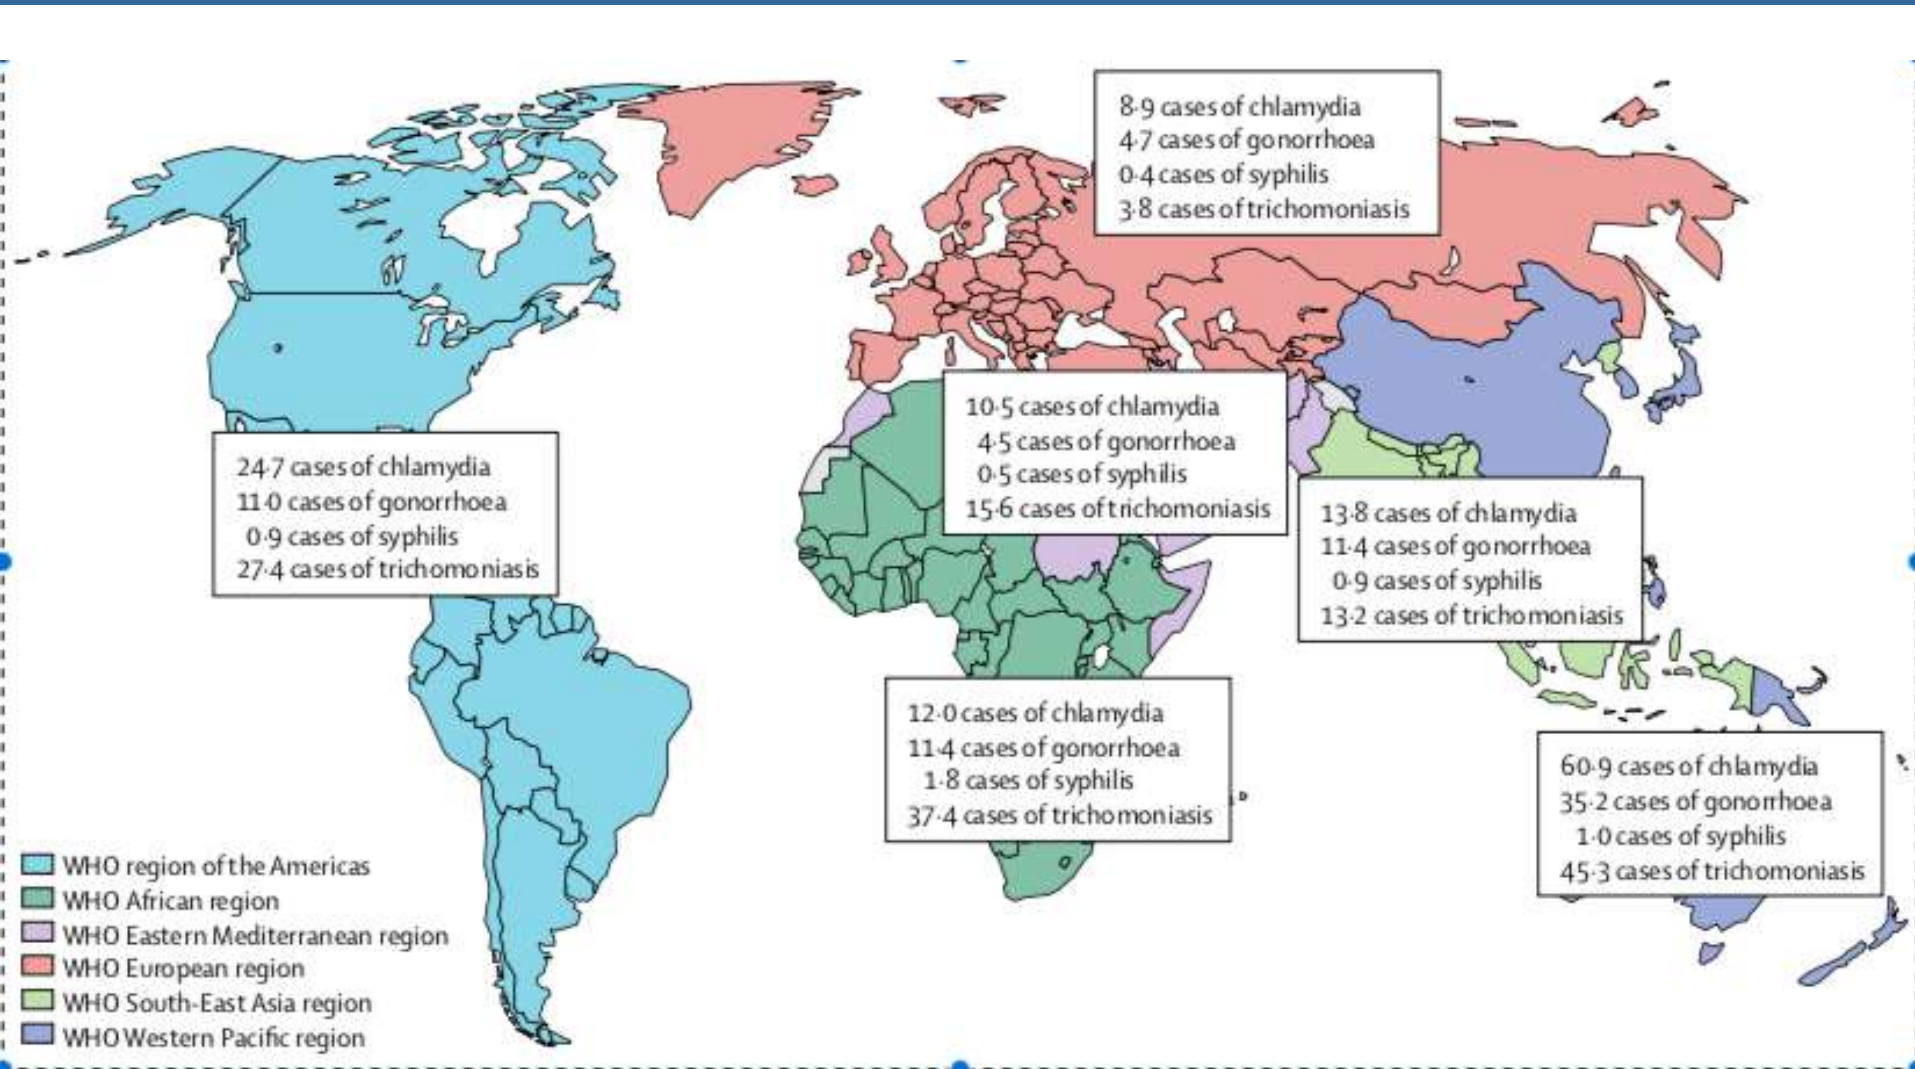 8·9 cases of chlamydia
4·7 cases of gonorrhoea
0·4 cases of syphilis
3·8 cases of trichomoniasis
10·5 cases of chlamydia
4·5 cases of gonorrhoea
0·5 cases of syphilis
15·6 cases of trichomoniasis
24·7 cases of chlamydia
11·0 cases of gonorrhoea
0·9 cases of syphilis
27·4 cases of trichomoniasis
13·8 cases of chlamydia
11·4 cases of gonorrhoea
0·9 cases of syphilis
13·2 cases of trichomoniasis
12·0 cases of chlamydia
11·4 cases of gonorrhoea
1·8 cases of syphilis
37·4 cases of trichomoniasis
60·9 cases of chlamydia
35·2 cases of gonorrhoea
1·0 cases of syphilis
45·3 cases of trichomoniasis
WHO region of the Americas
WHO African region
WHO Eastern Mediterranean region
WHO European region
WHO South-East Asia region
WHO Western Pacific region